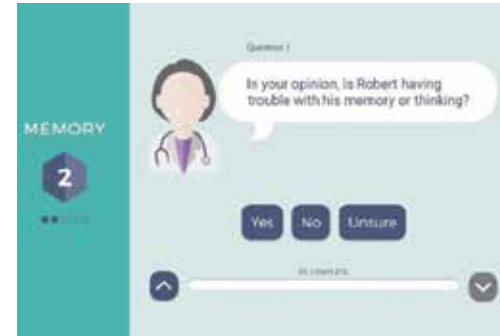 Question 1
In your opinion, is Robert having
trouble with his memory or thinking?
MEMORY
2
Yes No Unsure